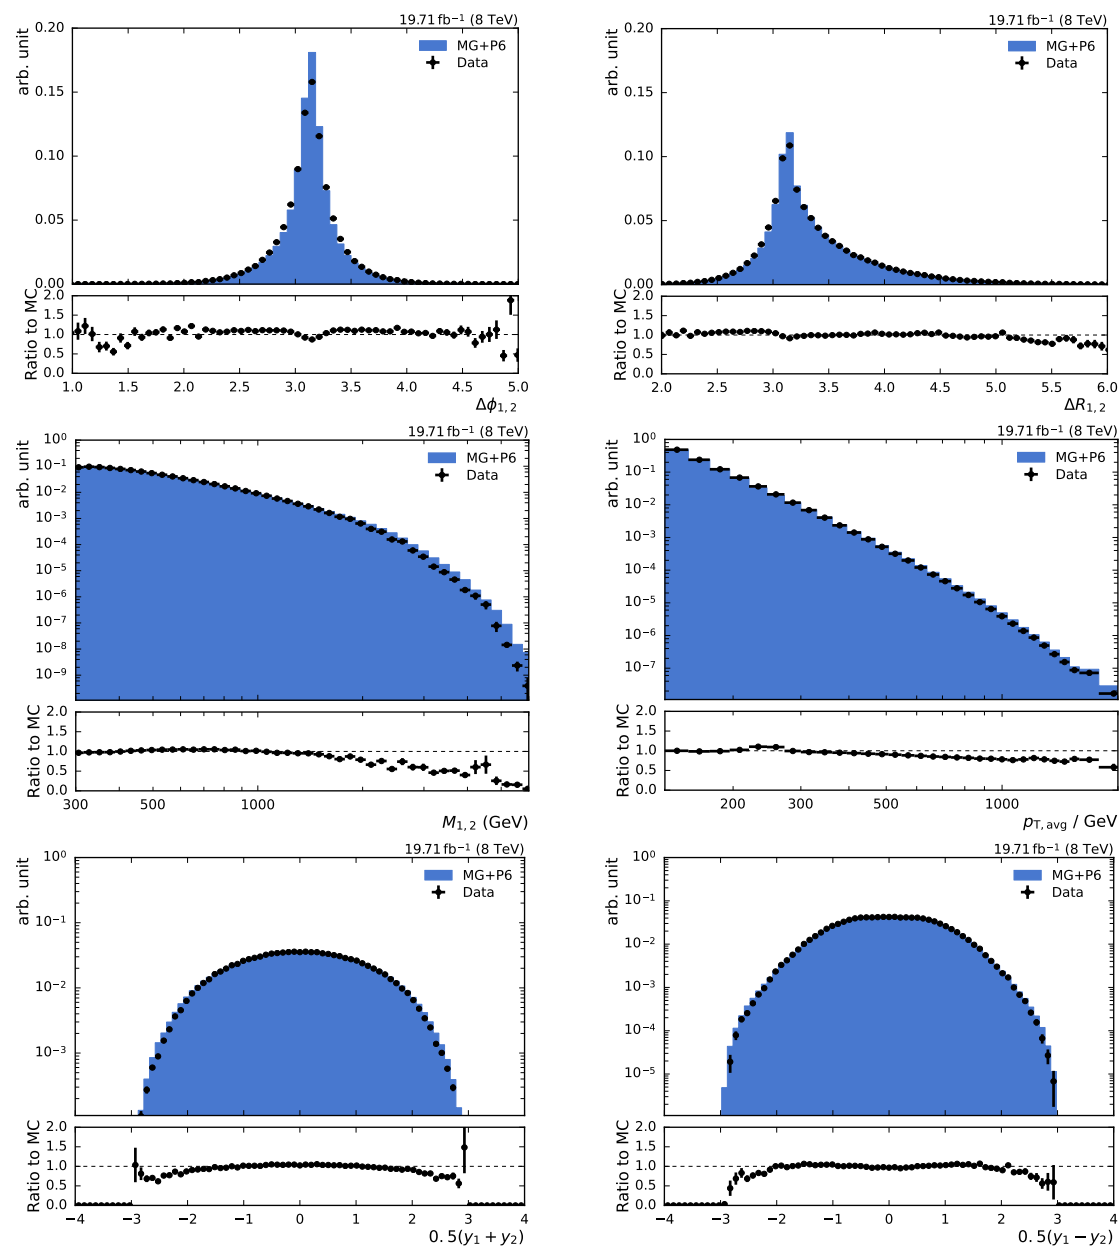 19.71 fb⁻¹ (8 TeV)
arb. unit
0.20
0.15
0.10
0.05
0.00
MG+P6
Data
Ratio to MC
2.0
1.5
1.0
0.5
1.0 1.5 2.0 2.5 3.0 3.5 4.0 4.5 5.0
Δϕ₁,₂
19.71 fb⁻¹ (8 TeV)
arb. unit
0.20
0.15
0.10
0.05
0.00
MG+P6
Data
Ratio to MC
2.0
1.5
1.0
0.5
0.0
2.0 2.5 3.0 3.5 4.0 4.5 5.0 5.5 6.0
ΔR₁,₂
19.71 fb⁻¹ (8 TeV)
arb. unit
10⁰
10⁻¹
10⁻²
10⁻³
10⁻⁴
10⁻⁵
10⁻⁶
10⁻⁷
10⁻⁸
10⁻⁹
MG+P6
Data
Ratio to MC
2.0
1.5
1.0
0.5
0.0
300 500 1000
M₁,₂ (GeV)
19.71 fb⁻¹ (8 TeV)
arb. unit
10⁰
10⁻¹
10⁻²
10⁻³
10⁻⁴
10⁻⁵
10⁻⁶
10⁻⁷
MG+P6
Data
Ratio to MC
2.0
1.5
1.0
0.5
0.0
200 300 500 1000
p_T,avg / GeV
19.71 fb⁻¹ (8 TeV)
arb. unit
10⁰
10⁻¹
10⁻²
10⁻³
MG+P6
Data
Ratio to MC
2.0
1.5
1.0
0.5
0.0
−4 −3 −2 −1 0 1 2 3 4
0.5(y₁ + y₂)
19.71 fb⁻¹ (8 TeV)
arb. unit
10⁰
10⁻¹
10⁻²
10⁻³
10⁻⁴
10⁻⁵
MG+P6
Data
Ratio to MC
2.0
1.5
1.0
0.5
0.0
−4 −3 −2 −1 0 1 2 3 4
0.5(y₁ − y₂)